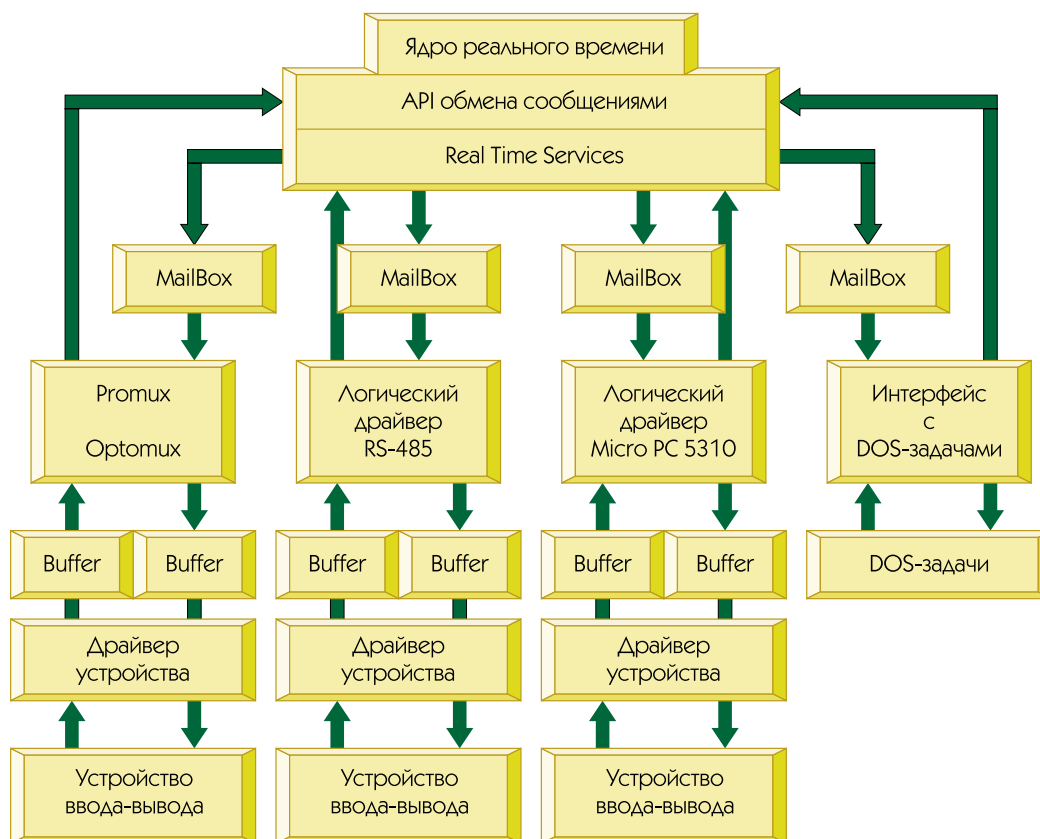 Ядро реального времени
API обмена сообщениями
Real Time Services
MailBox
MailBox
MailBox
MailBox
Promux
Optomux
Логический
драйвер
RS-485
Логический
драйвер
Micro PC 5310
Интерфейс
с
DOS-задачами
Buffer
Buffer
Buffer
Buffer
Buffer
Buffer
DOS-задачи
Драйвер
устройства
Драйвер
устройства
Драйвер
устройства
Устройство
ввода-вывода
Устройство
ввода-вывода
Устройство
ввода-вывода